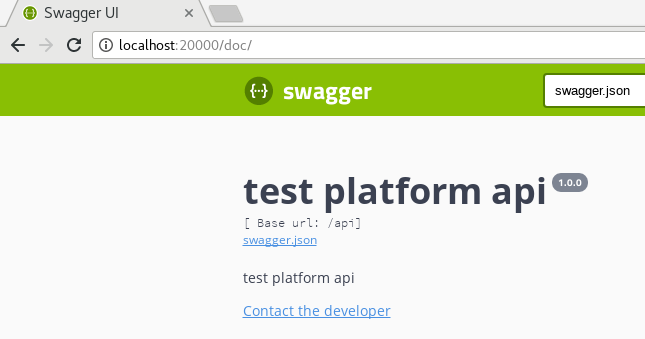 Swagger UI
localhost:20000/doc/
{··} swagger
swagger.json
test platform api 1.0.0
[ Base url: /api]
swagger.json
test platform api
Contact the developer